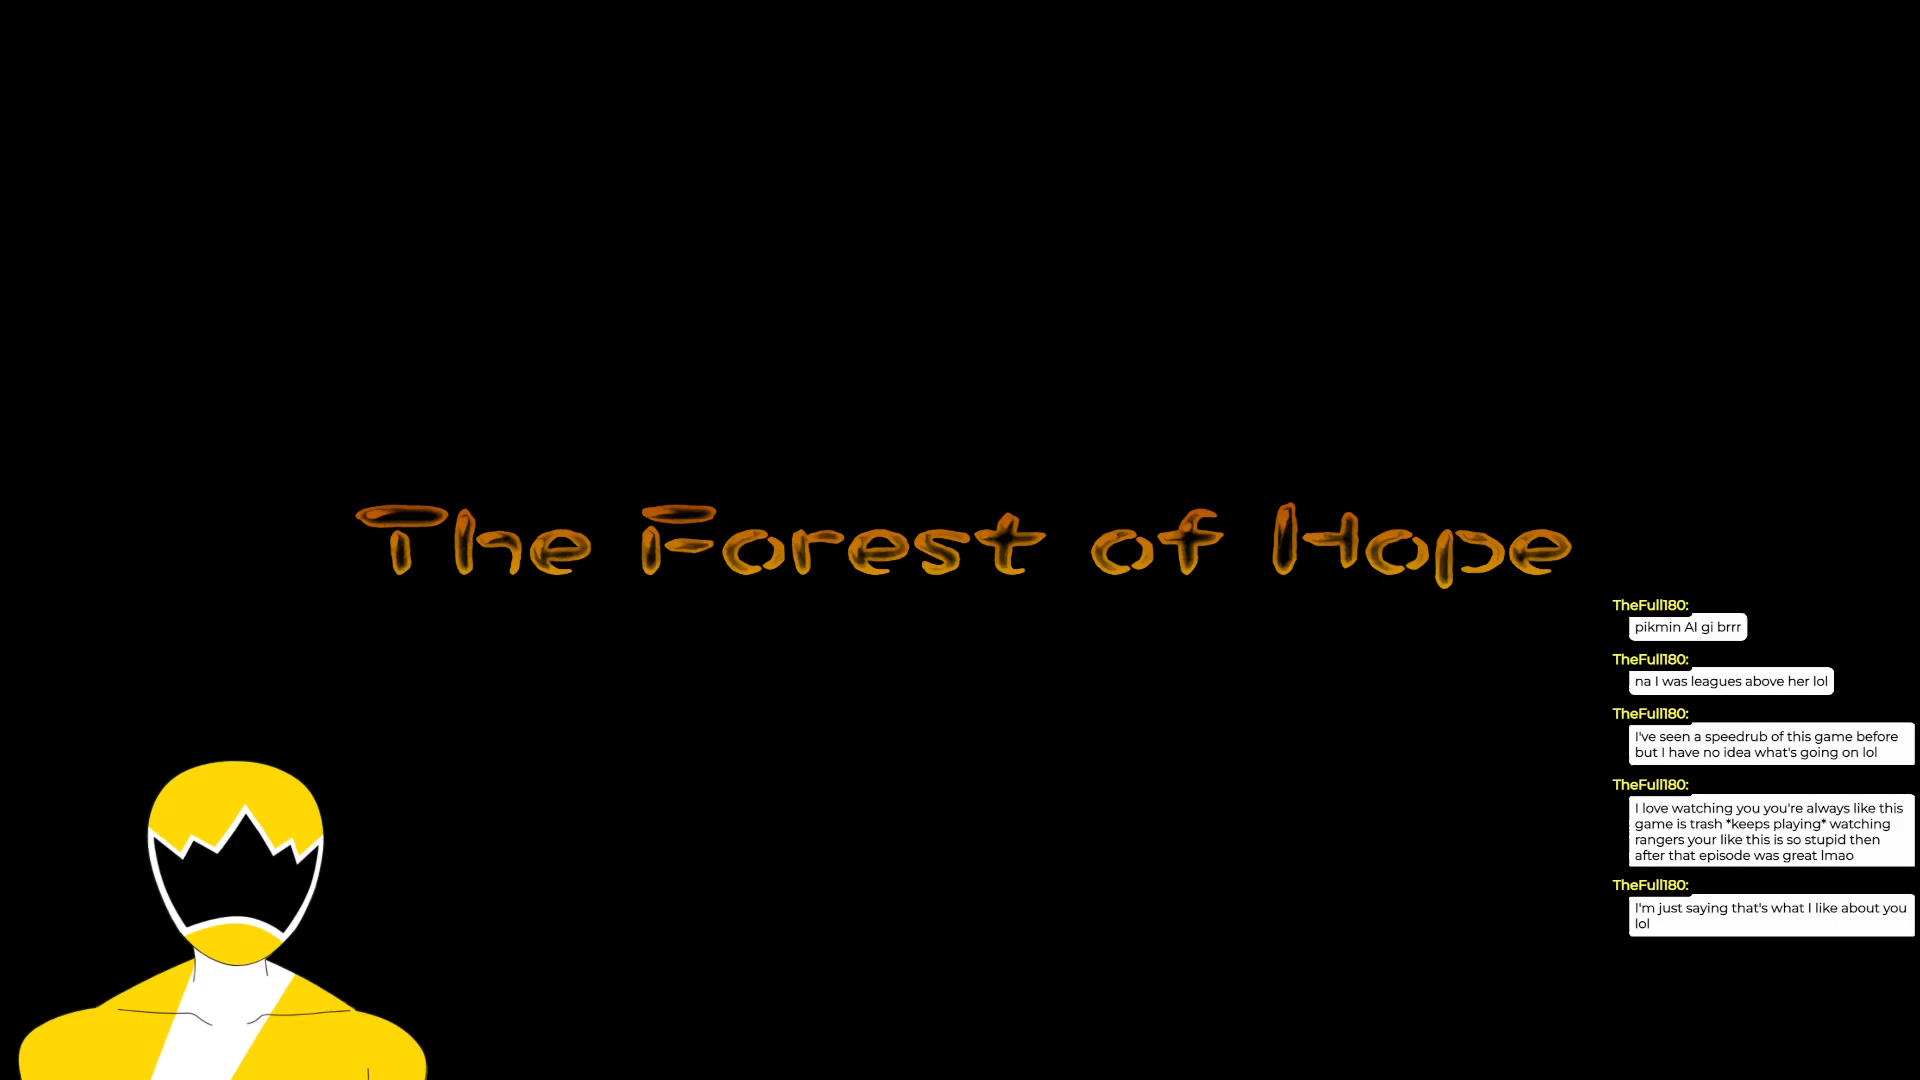 The Forest of Hope
TheFull180:
pikmin AI gi brrr
TheFull180:
na I was leagues above her lol
TheFull180:
I've seen a speedrub of this game before
but I have no idea what's going on lol
TheFull180:
I love watching you you're always like this
game is trash *keeps playing* watching
rangers your like this is so stupid then
after that episode was great lmao
TheFull180:
I'm just saying that's what I like about you
lol